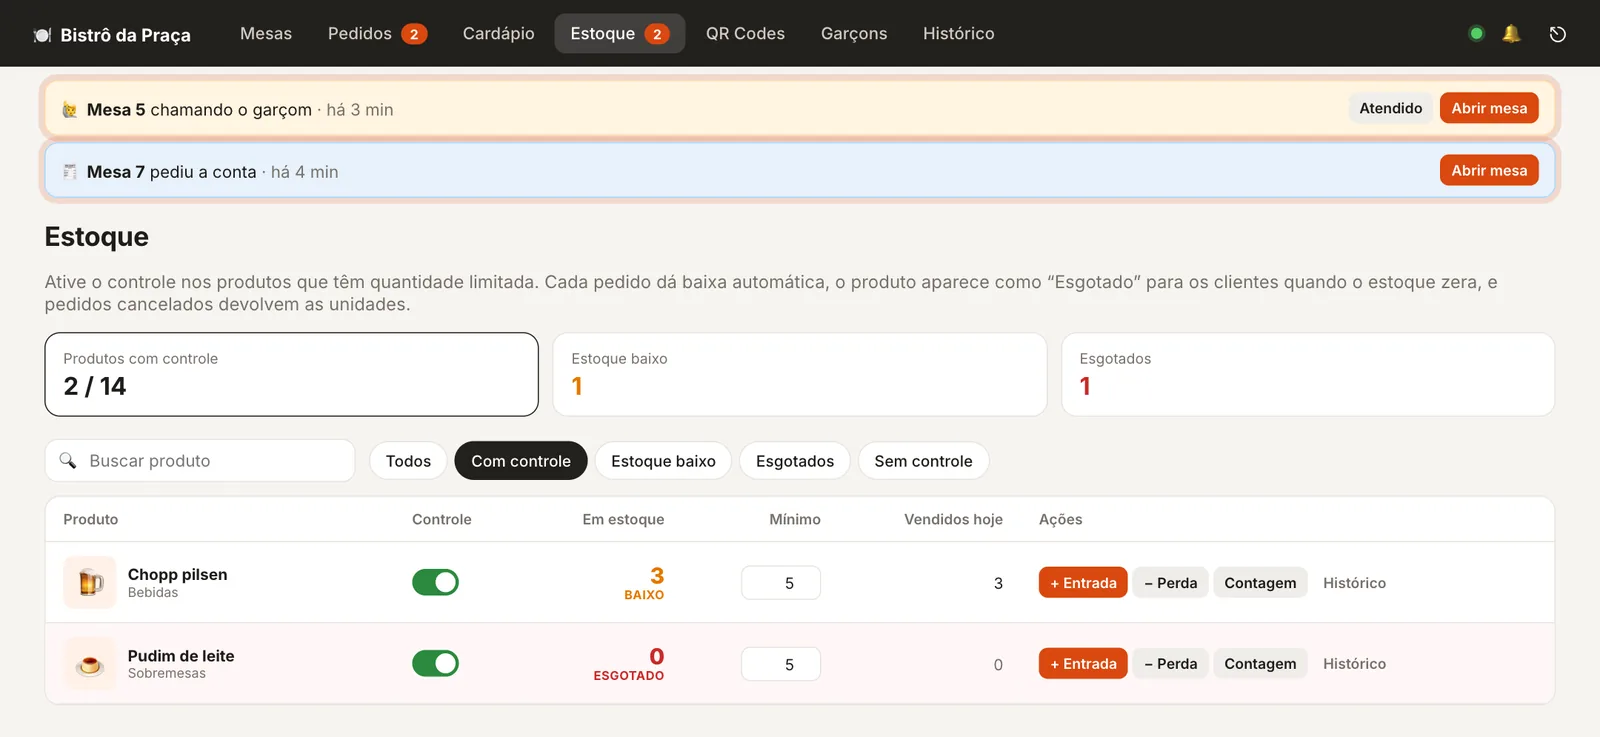 Bistrô da Praça
Mesas
Pedidos 2
Cardápio
Estoque 2
QR Codes
Garçons
Histórico
Mesa 5 chamando o garçom · há 3 min
Atendido
Abrir mesa
Mesa 7 pediu a conta · há 4 min
Abrir mesa
Estoque
Ative o controle nos produtos que têm quantidade limitada. Cada pedido dá baixa automática, o produto aparece como “Esgotado” para os clientes quando o estoque zera, e
pedidos cancelados devolvem as unidades.
Produtos com controle
2 / 14
Estoque baixo
1
Esgotados
1
Buscar produto
Todos
Com controle
Estoque baixo
Esgotados
Sem controle
Produto
Controle
Em estoque
Mínimo
Vendidos hoje
Ações
Chopp pilsen
Bebidas
3
BAIXO
5
3
+ Entrada
− Perda
Contagem
Histórico
Pudim de leite
Sobremesas
0
ESGOTADO
5
0
+ Entrada
− Perda
Contagem
Histórico